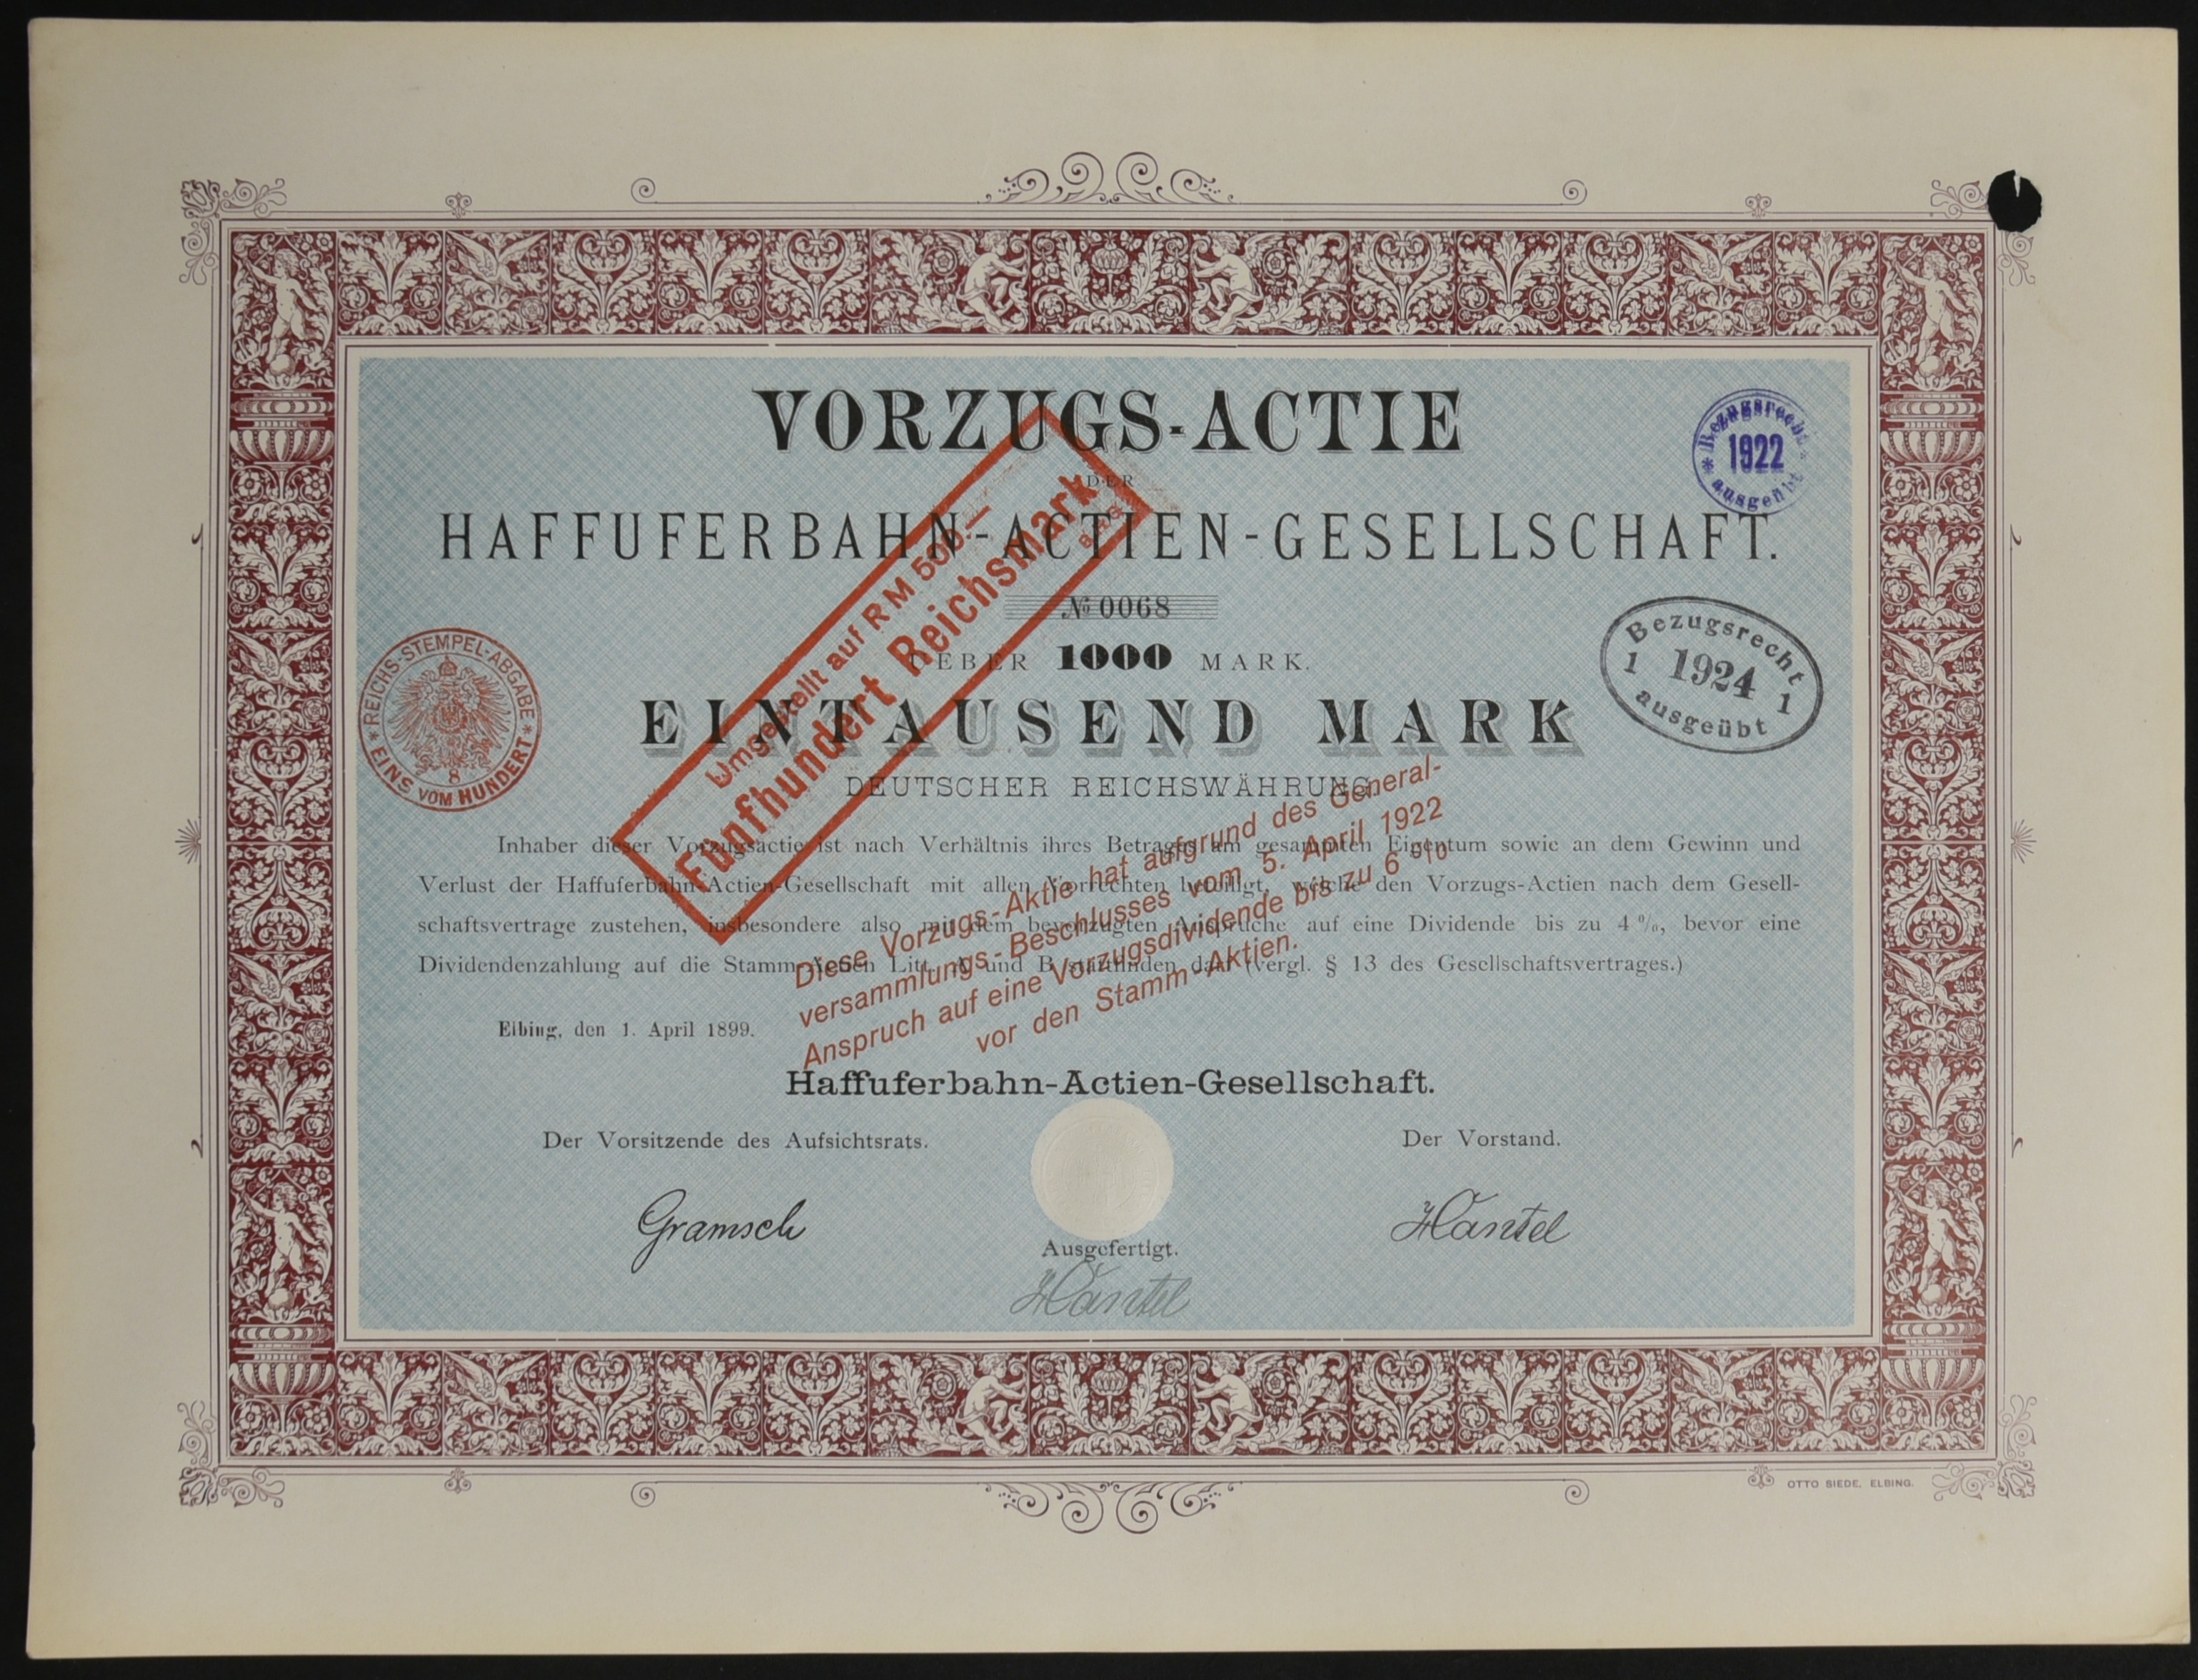 VORZUGS-ACTIE
DER
HAFFUFERBAHN-ACTIEN-GESELLSCHAFT.
№ 0068
UEBER 1000 MARK.
EINTAUSEND MARK
DEUTSCHER REICHSWÄHRUNG.
Inhaber dieser Vorzugsactie ist nach Verhältnis ihres Betrages am gesammten Eigentum sowie an dem Gewinn und
Verlust der Haffuferbahn-Actien-Gesellschaft mit allen Vorrechten beteiligt, welche den Vorzugs-Actien nach dem Gesell-
schaftsvertrage zustehen, insbesondere also mit dem bevorzugten Anspruche auf eine Dividende bis zu 4 %, bevor eine
Dividendenzahlung auf die Stamm-Actien Litt. A und B stattfinden darf (vergl. § 13 des Gesellschaftsvertrages.)
Elbing, den 1. April 1899.
Haffuferbahn-Actien-Gesellschaft.
Der Vorsitzende des Aufsichtsrats.
Der Vorstand.
Gramsch
Hantel
Ausgefertigt.
Hantel
OTTO SIEDE, ELBING.
Umgestellt auf RM 500.—
Fünfhundert Reichsmark
Diese Vorzugs-Aktie hat aufgrund des General-
versammlungs-Beschlusses vom 5. April 1922
Anspruch auf eine Vorzugsdividende bis zu 6 %
vor den Stamm-Aktien.
* REICHS-STEMPEL-ABGABE *
EINS VOM HUNDERT
8
* Bezugsrecht *
1922
ausgeübt
Bezugsrecht
1 1924 1
ausgeübt